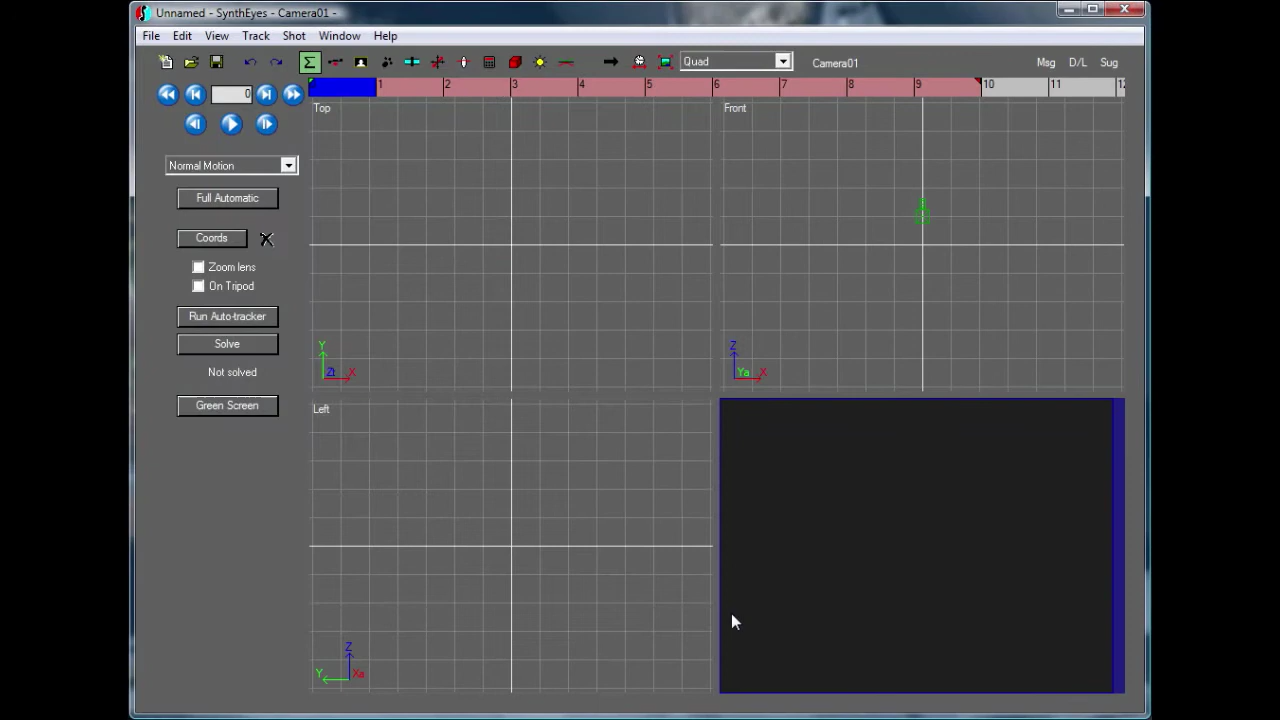 Unnamed - SynthEyes - Camera01 -
File Edit View Track Shot Window Help
Quad Camera01 Msg D/L Sug
0 1 2 3 4 5 6 7 8 9 10 11
Top Front
Normal Motion
Full Automatic
Coords
Zoom lens
On Tripod
Run Auto-tracker
Solve
Y Z
Not solved
X Ya X
Green Screen
Left
Z
Y Xa